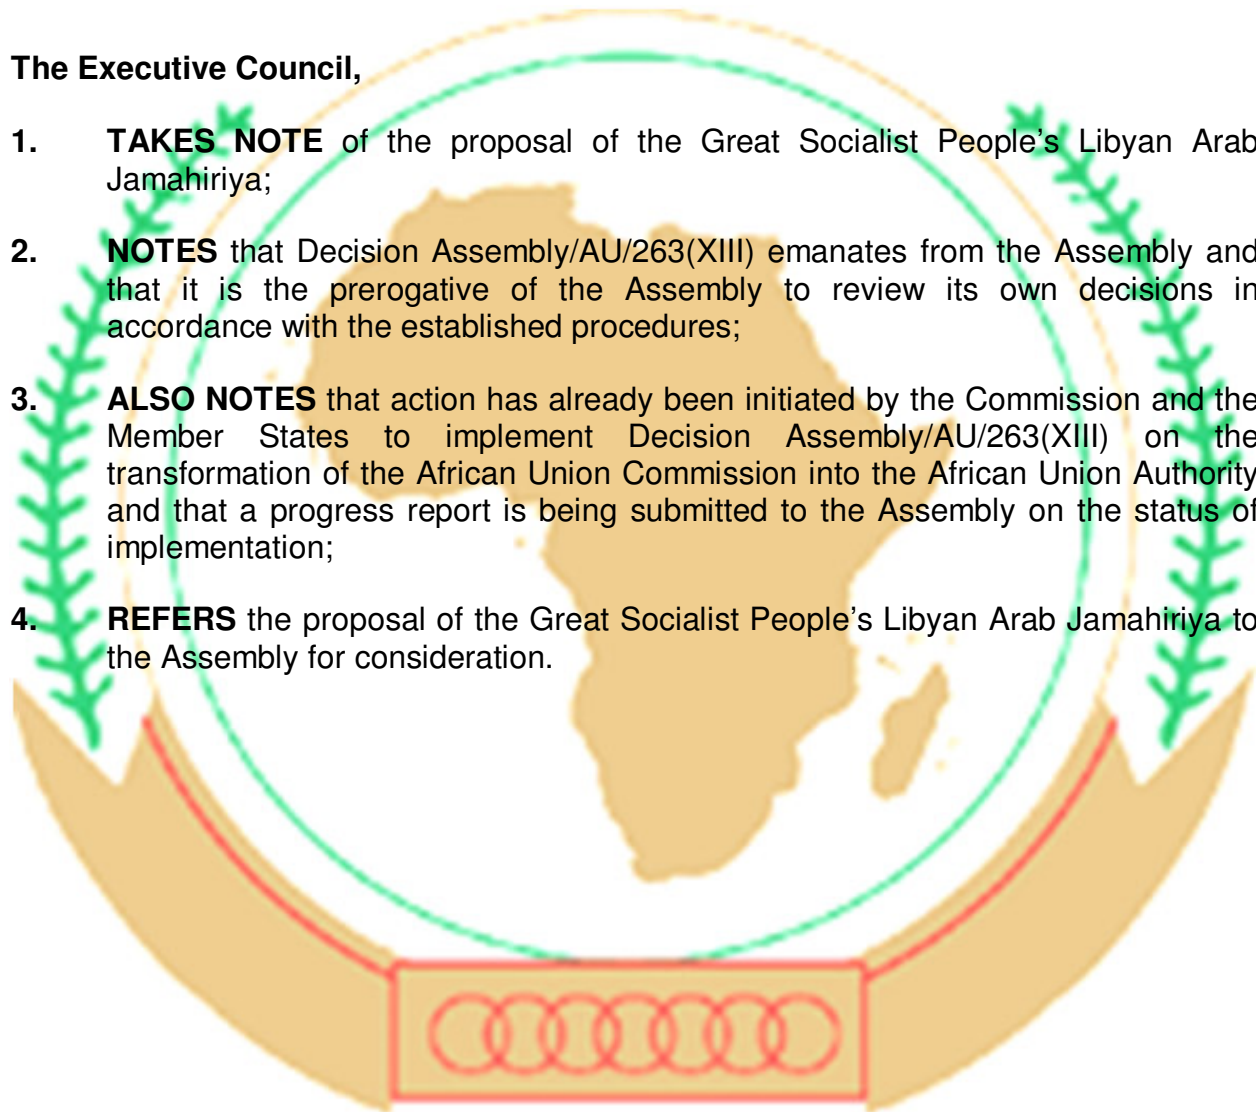 The Executive Council,
1. TAKES NOTE of the proposal of the Great Socialist People’s Libyan Arab
Jamahiriya;
2. NOTES that Decision Assembly/AU/263(XIII) emanates from the Assembly and
that it is the prerogative of the Assembly to review its own decisions in
accordance with the established procedures;
3. ALSO NOTES that action has already been initiated by the Commission and the
Member States to implement Decision Assembly/AU/263(XIII) on the
transformation of the African Union Commission into the African Union Authority
and that a progress report is being submitted to the Assembly on the status of
implementation;
4. REFERS the proposal of the Great Socialist People’s Libyan Arab Jamahiriya to
the Assembly for consideration.